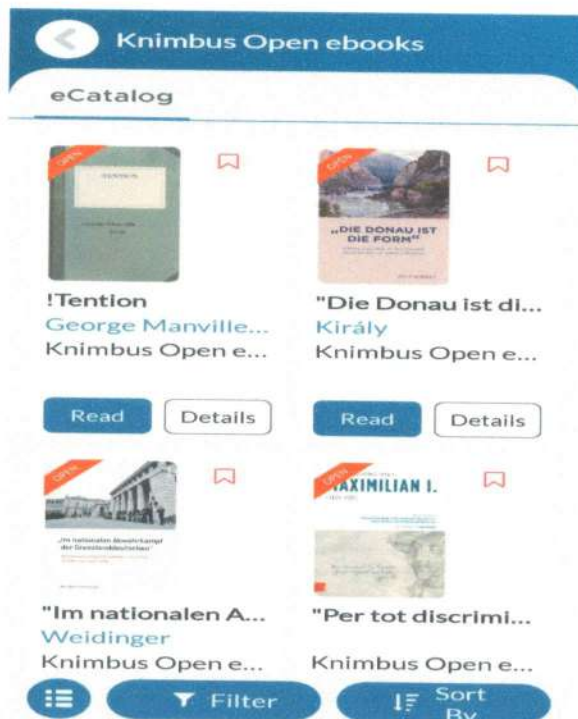 Knimbus Open ebooks
eCatalog
OPEN
TENTION
!Tention
George Manville...
Knimbus Open e...
Read
Details
OPEN
„DIE DONAU IST
DIE FORM“
"Die Donau ist di...
Király
Knimbus Open e...
Read
Details
OPEN
„Im nationalen Abwehrkampf
der Grenzlanddeutschen“
"Im nationalen A...
Weidinger
Knimbus Open e...
OPEN
MAXIMILIAN I.
"Per tot discrimi...
Knimbus Open e...
Filter
Sort
By